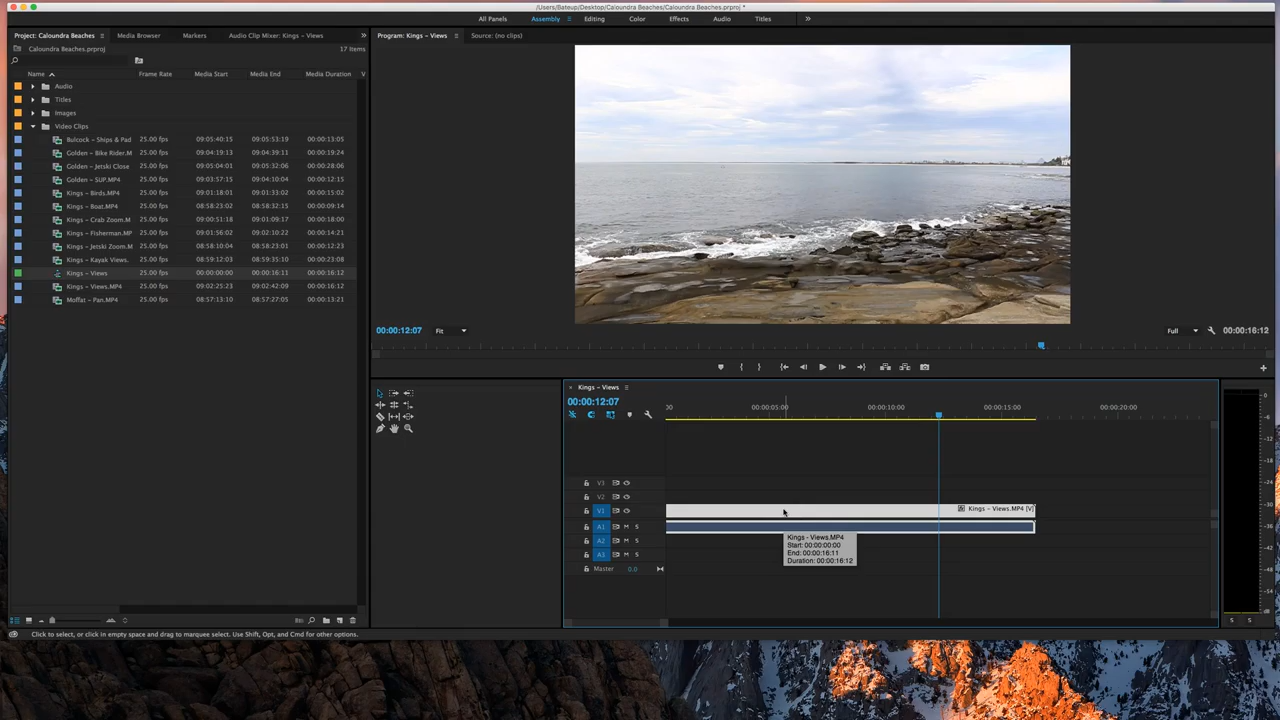 /Users/Bateup/Desktop/Caloundra Beaches/Caloundra Beaches.prproj *
All Panels Assembly Editing Color Effects Audio Titles
Project: Caloundra Beaches Media Browser Markers Audio Clip Mixer: Kings – Views
Caloundra Beaches.prproj 17 Items
Name Frame Rate Media Start Media End Media Duration V
Audio
Titles
Images
Video Clips
Bulcock – Ships & Pad 25.00 fps 09:05:40:15 09:05:53:19 00:00:13:05
Golden – Bike Rider.M 25.00 fps 09:04:19:13 09:04:39:11 00:00:19:24
Golden – Jetski Close 25.00 fps 09:05:04:01 09:05:32:06 00:00:28:06
Golden – SUP.MP4 25.00 fps 09:03:57:15 09:04:10:04 00:00:12:15
Kings – Birds.MP4 25.00 fps 09:01:18:01 09:01:33:02 00:00:15:02
Kings – Boat.MP4 25.00 fps 08:58:23:02 08:58:32:15 00:00:09:14
Kings – Crab Zoom.M 25.00 fps 09:00:51:18 09:01:09:17 00:00:18:00
Kings – Fisherman.MP 25.00 fps 09:01:56:02 09:02:10:22 00:00:14:21
Kings – Jetski Zoom.M 25.00 fps 08:58:10:04 08:58:23:01 00:00:12:23
Kings – Kayak Views. 25.00 fps 08:59:12:03 08:59:35:10 00:00:23:08
Kings – Views 25.00 fps 00:00:00:00 00:00:16:11 00:00:16:12
Kings – Views.MP4 25.00 fps 09:02:25:23 09:02:42:09 00:00:16:12
Moffat – Pan.MP4 25.00 fps 08:57:13:10 08:57:27:05 00:00:13:21
Program: Kings – Views Source: (no clips)
00:00:12:07 Fit Full 00:00:16:12
Kings – Views
00:00:12:07
:00 00:00:05:00 00:00:10:00 00:00:15:00 00:00:20:00
V3
V2
V1
Kings – Views.MP4 [V]
A1 M S
A2 M S
A3 M S
Master 0.0
Kings - Views.MP4
Start: 00:00:00:00
End: 00:00:16:11
Duration: 00:00:16:12
0
-6
-12
-18
-24
-30
-36
-42
-48
-54
dB
S S
Click to select, or click in empty space and drag to marquee select. Use Shift, Opt, and Cmd for other options.